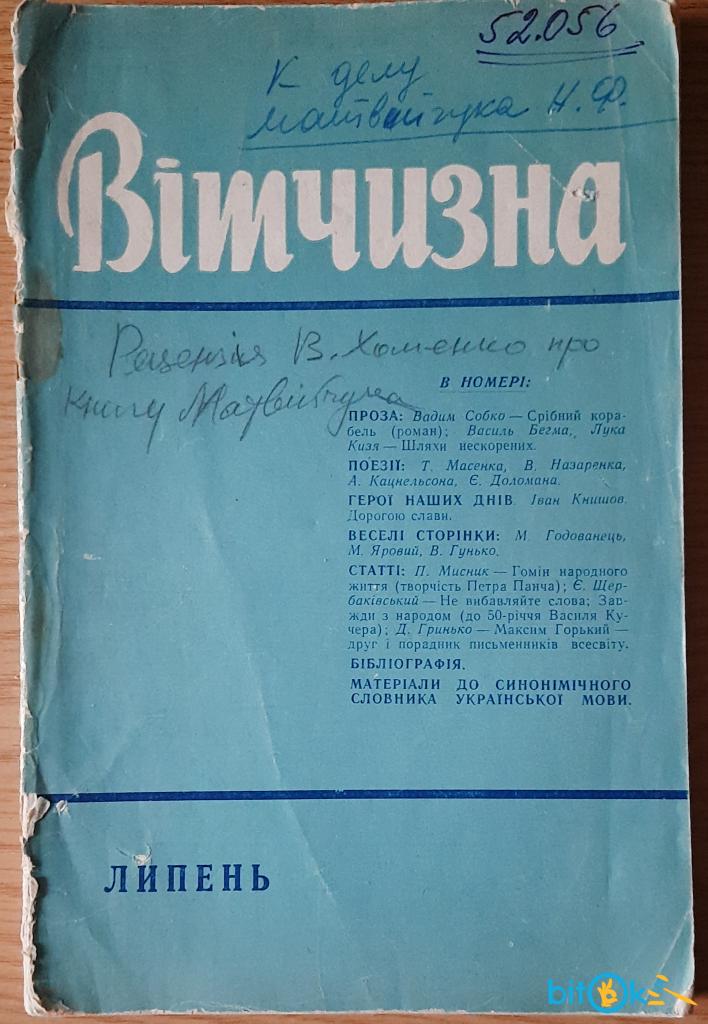 52.056
К делу
Матвейчука Н. Ф.
Вітчизна
Рецензія В. Хоменко про
книгу Матвійчука
В НОМЕРІ:
ПРОЗА: Вадим Собко — Срібний кора-
бель (роман); Василь Бегма, Лука
Кизя — Шляхи нескорених.
ПОЕЗІЇ: Т. Масенка, В. Назаренка,
А. Кацнельсона, Є. Доломана.
ГЕРОЇ НАШИХ ДНІВ. Іван Книшов.
Дорогою слави.
ВЕСЕЛІ СТОРІНКИ: М. Годованець,
М. Яровий, В. Гунько.
СТАТТІ: П. Мисник — Гомін народного
життя (творчість Петра Панча); Є. Щер-
баківський — Не вибавляйте слова; Зав-
жди з народом (до 50-річчя Василя Ку-
чера); Д. Гринько — Максим Горький —
друг і порадник письменників всесвіту.
БІБЛІОГРАФІЯ.
МАТЕРІАЛИ ДО СИНОНІМІЧНОГО
СЛОВНИКА УКРАЇНСЬКОЇ МОВИ.
ЛИПЕНЬ